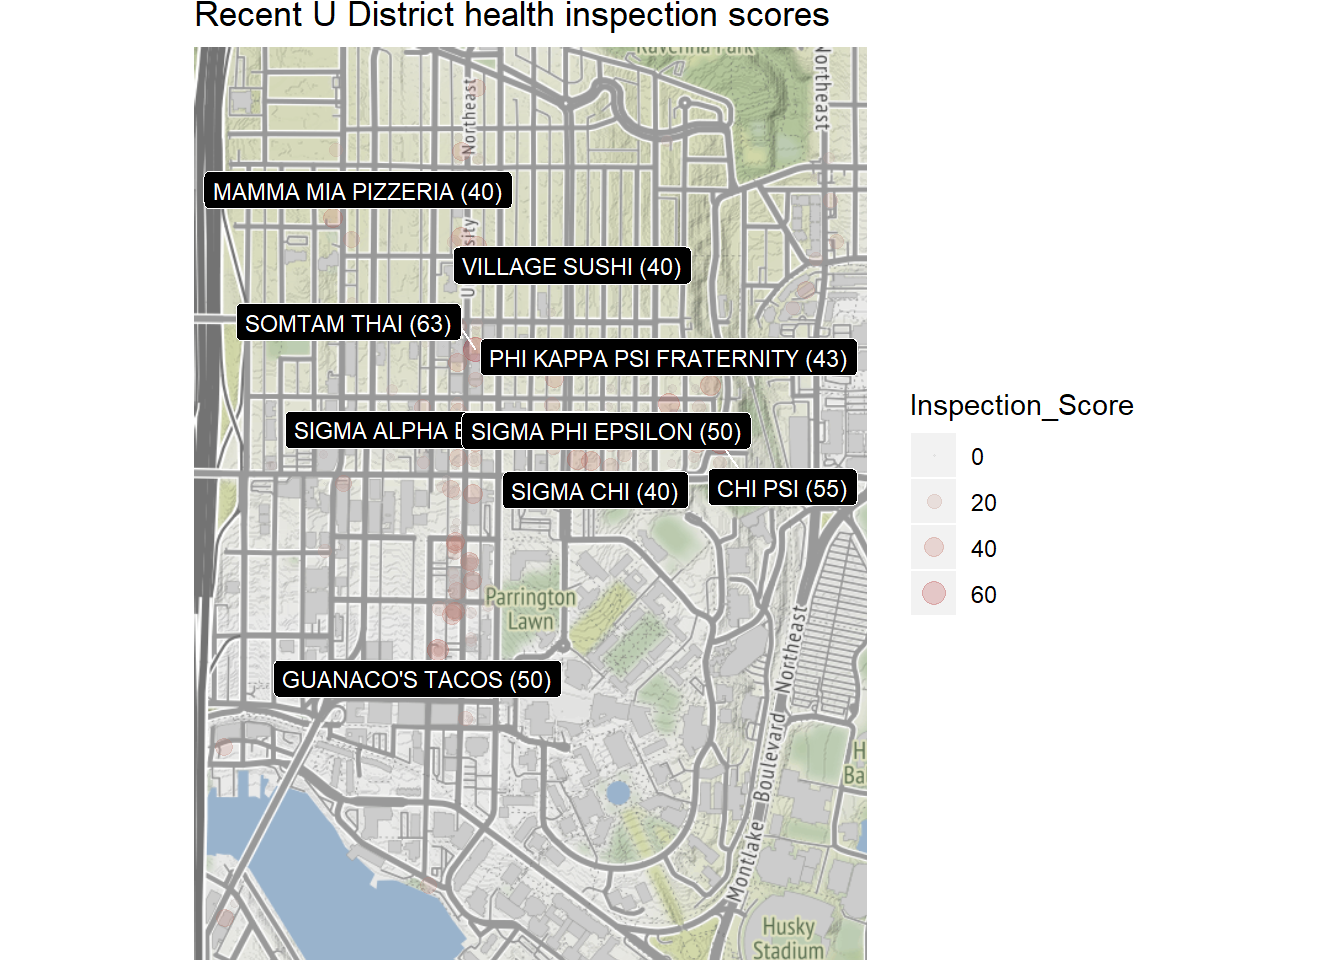 Recent U District health inspection scores
Ravenna Park
Northeast
Northeast
MAMMA MIA PIZZERIA (40)
VILLAGE SUSHI (40)
SOMTAM THAI (63)
PHI KAPPA PSI FRATERNITY (43)
SIGMA ALPHA
SIGMA PHI EPSILON (50)
SIGMA CHI (40)
CHI PSI (55)
Parrington
Lawn
GUANACO'S TACOS (50)
Montlake Boulevard Northeast
Husky
Stadium
Inspection_Score
0
20
40
60